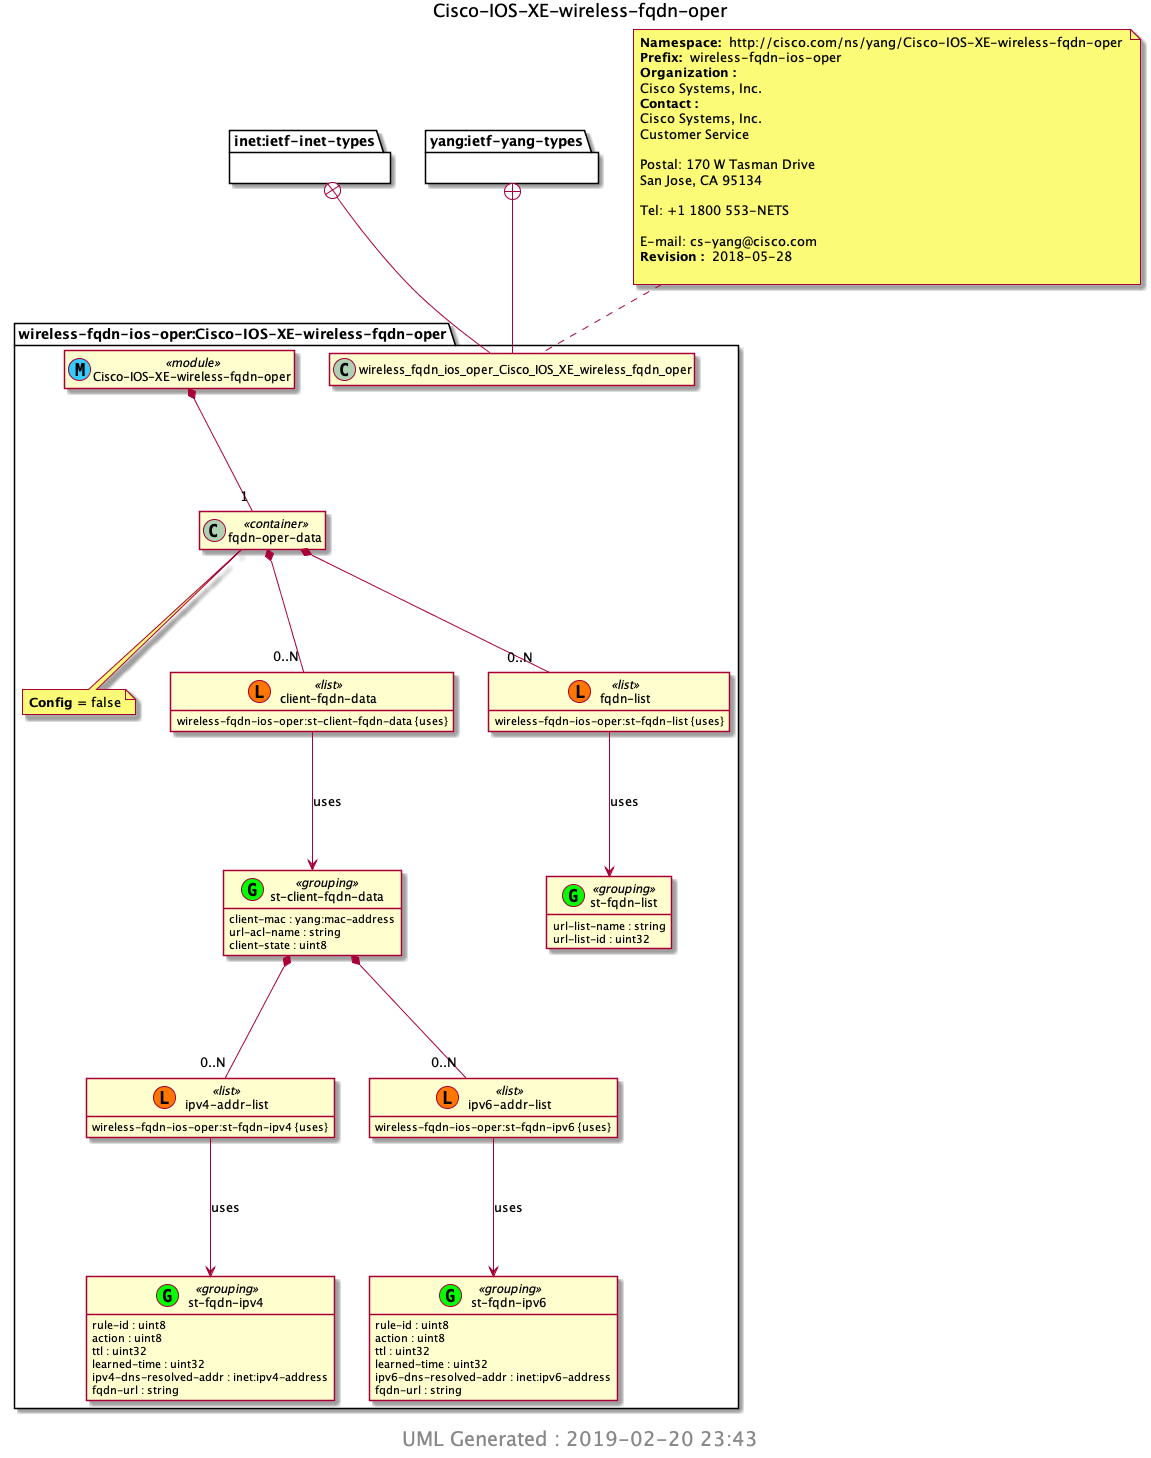 Cisco-IOS-XE-wireless-fqdn-oper
Namespace: http://cisco.com/ns/yang/Cisco-IOS-XE-wireless-fqdn-oper
Prefix: wireless-fqdn-ios-oper
Organization :
Cisco Systems, Inc.
Contact :
Cisco Systems, Inc.
Customer Service
Postal: 170 W Tasman Drive
San Jose, CA 95134
Tel: +1 1800 553-NETS
E-mail: cs-yang@cisco.com
Revision : 2018-05-28
inet:ietf-inet-types
yang:ietf-yang-types
wireless-fqdn-ios-oper:Cisco-IOS-XE-wireless-fqdn-oper
M
«module»
Cisco-IOS-XE-wireless-fqdn-oper
C
wireless_fqdn_ios_oper_Cisco_IOS_XE_wireless_fqdn_oper
1
C
«container»
fqdn-oper-data
0..N
0..N
Config = false
L
«list»
client-fqdn-data
wireless-fqdn-ios-oper:st-client-fqdn-data {uses}
L
«list»
fqdn-list
wireless-fqdn-ios-oper:st-fqdn-list {uses}
uses
uses
G
«grouping»
st-client-fqdn-data
client-mac : yang:mac-address
url-acl-name : string
client-state : uint8
G
«grouping»
st-fqdn-list
url-list-name : string
url-list-id : uint32
0..N
0..N
L
«list»
ipv4-addr-list
wireless-fqdn-ios-oper:st-fqdn-ipv4 {uses}
L
«list»
ipv6-addr-list
wireless-fqdn-ios-oper:st-fqdn-ipv6 {uses}
uses
uses
G
«grouping»
st-fqdn-ipv4
rule-id : uint8
action : uint8
ttl : uint32
learned-time : uint32
ipv4-dns-resolved-addr : inet:ipv4-address
fqdn-url : string
G
«grouping»
st-fqdn-ipv6
rule-id : uint8
action : uint8
ttl : uint32
learned-time : uint32
ipv6-dns-resolved-addr : inet:ipv6-address
fqdn-url : string
UML Generated : 2019-02-20 23:43